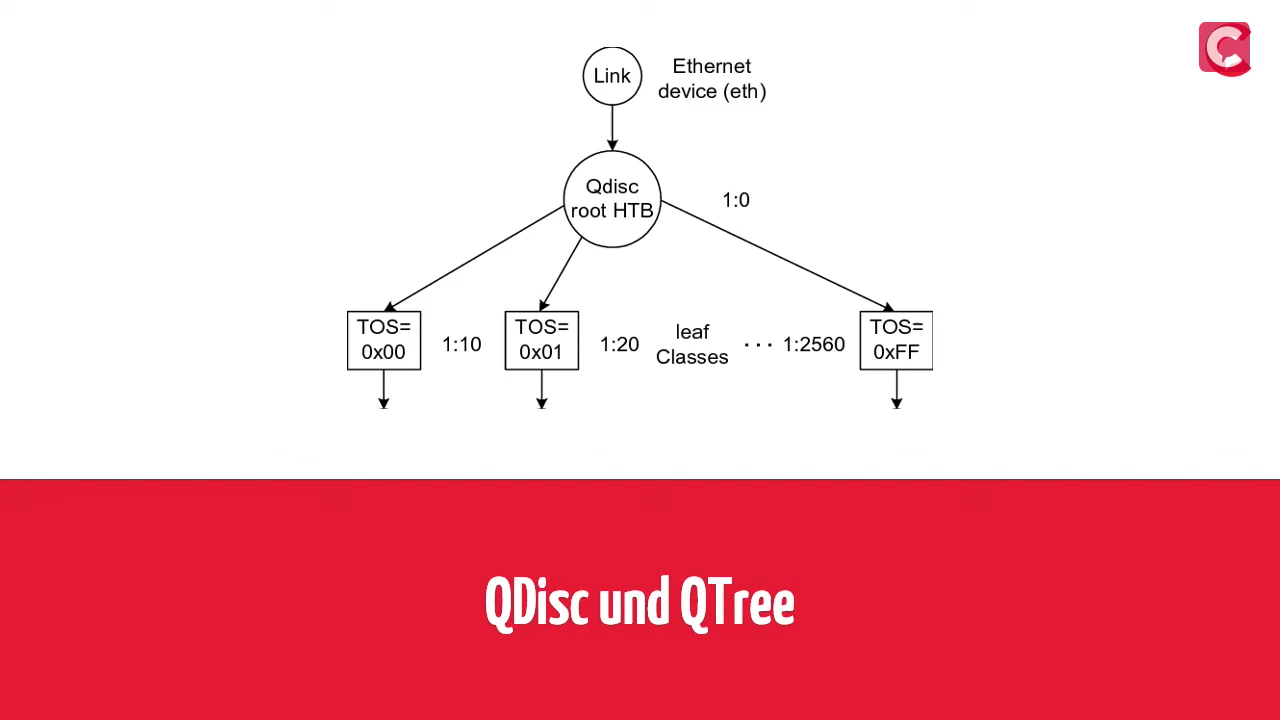 Link
Ethernet
device (eth)
Qdisc
root HTB
1:0
TOS=
0x00
1:10
TOS=
0x01
1:20
leaf
Classes
...
1:2560
TOS=
0xFF
QDisc und QTree